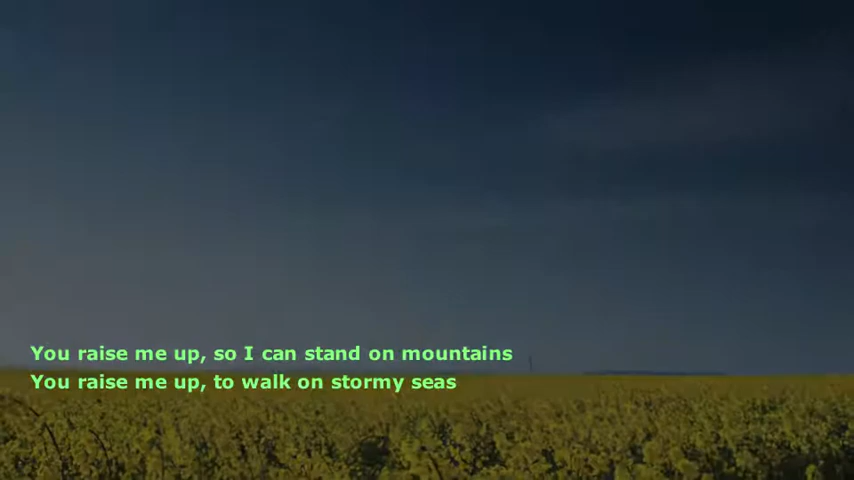 You raise me up, so I can stand on mountains
You raise me up, to walk on stormy seas